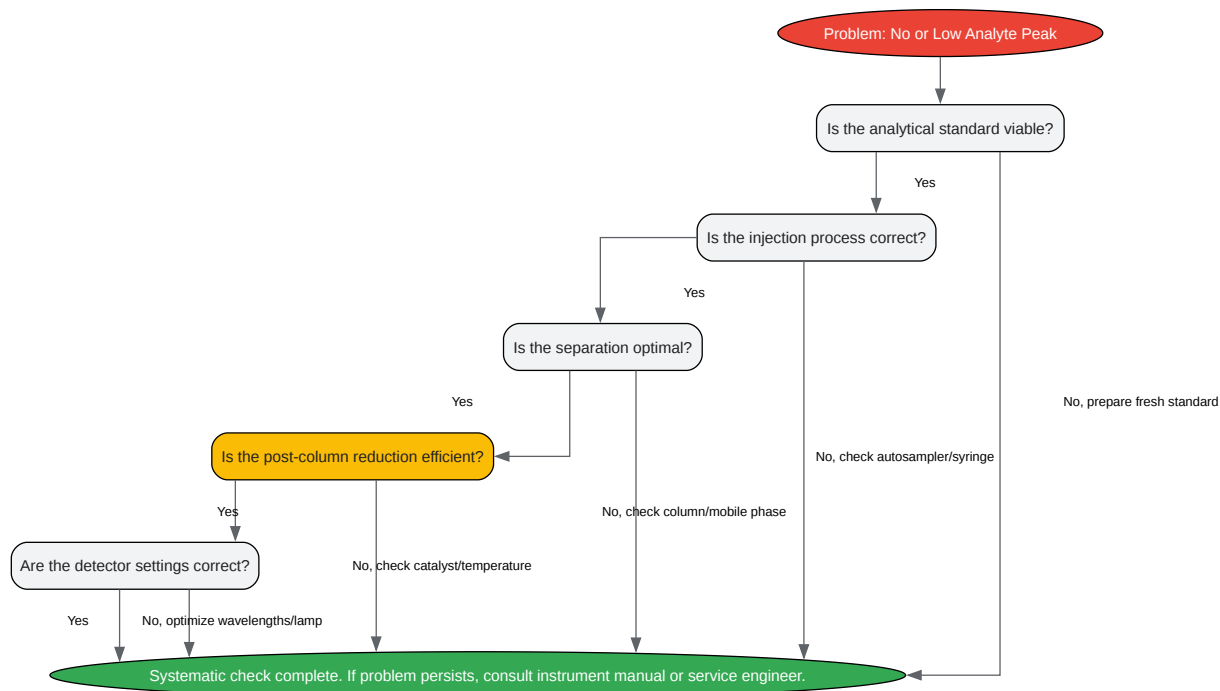 Problem: No or Low Analyte Peak
Is the analytical standard viable?
Yes
Is the injection process correct?
Yes
Is the separation optimal?
Yes
No, prepare fresh standard
Is the post-column reduction efficient?
No, check autosampler/syringe
Yes
No, check column/mobile phase
Are the detector settings correct?
No, check catalyst/temperature
Yes
No, optimize wavelengths/lamp
Systematic check complete. If problem persists, consult instrument manual or service engineer.